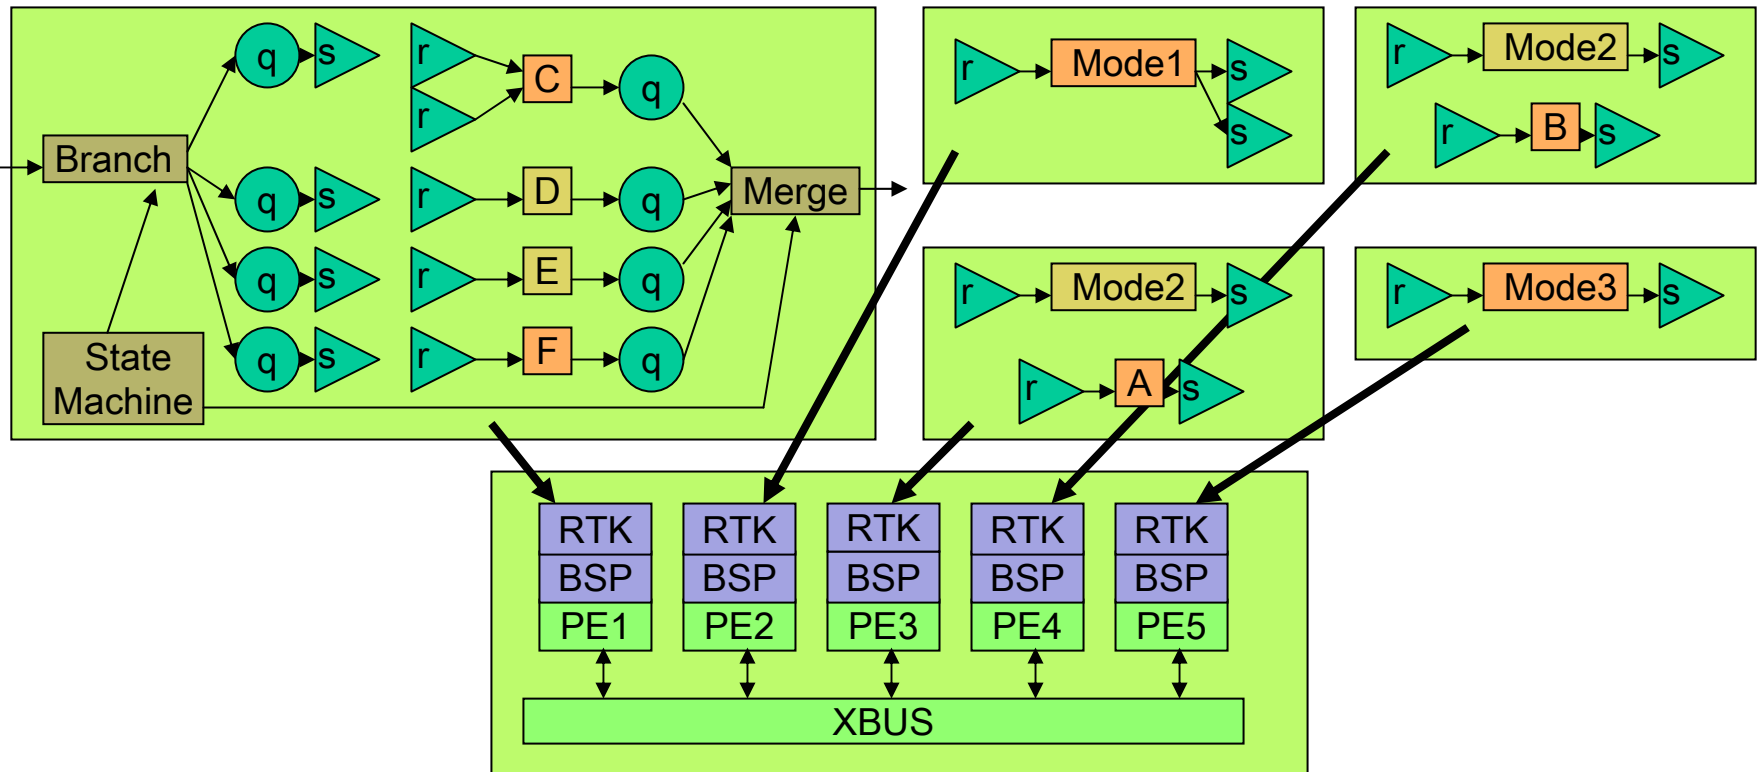 q s r C q
r
Branch
q s r D q Merge
q s r E q
q s r F q
State
Machine
r Mode1 s
s
r Mode2 s
r B s
r Mode2 s
r A s
r Mode3 s
RTK RTK RTK RTK RTK
BSP BSP BSP BSP BSP
PE1 PE2 PE3 PE4 PE5
XBUS